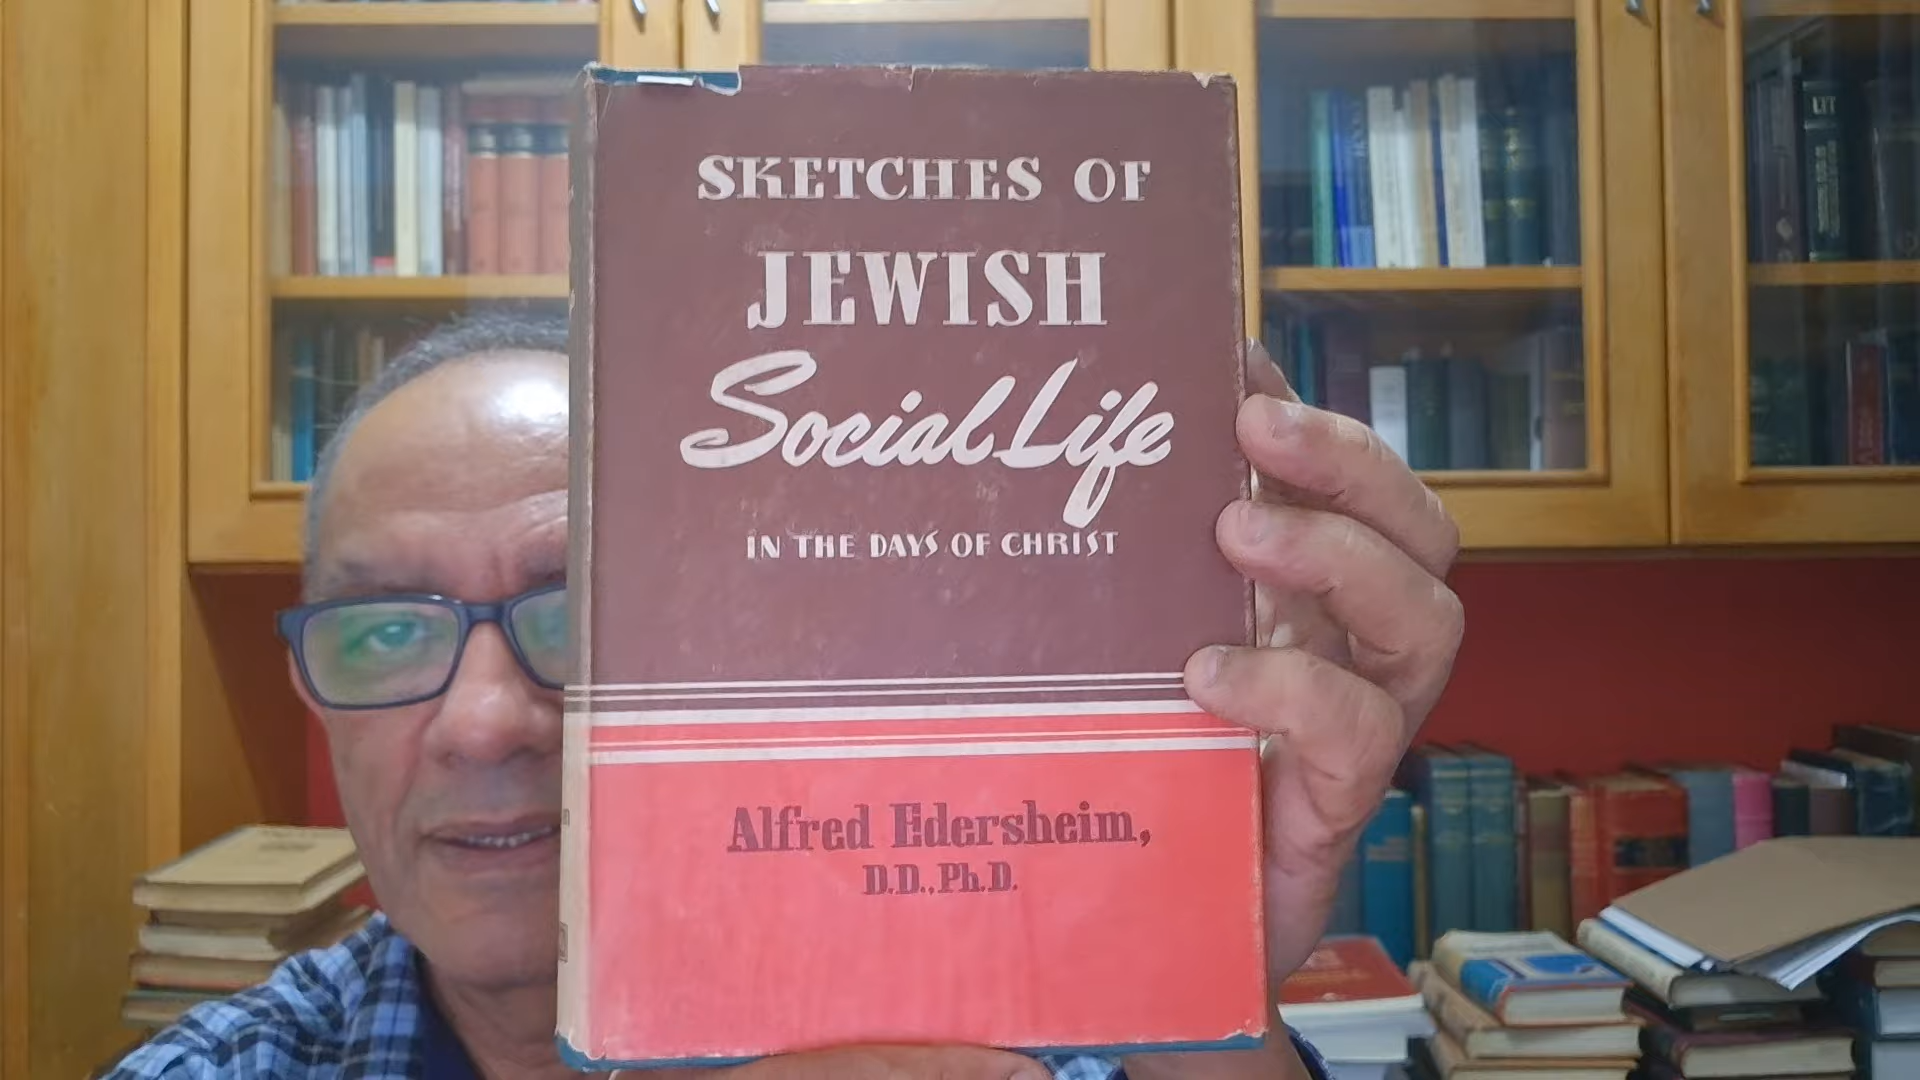 SKETCHES OF
JEWISH
Social Life
IN THE DAYS OF CHRIST
Alfred Edersheim,
D.D., Ph.D.